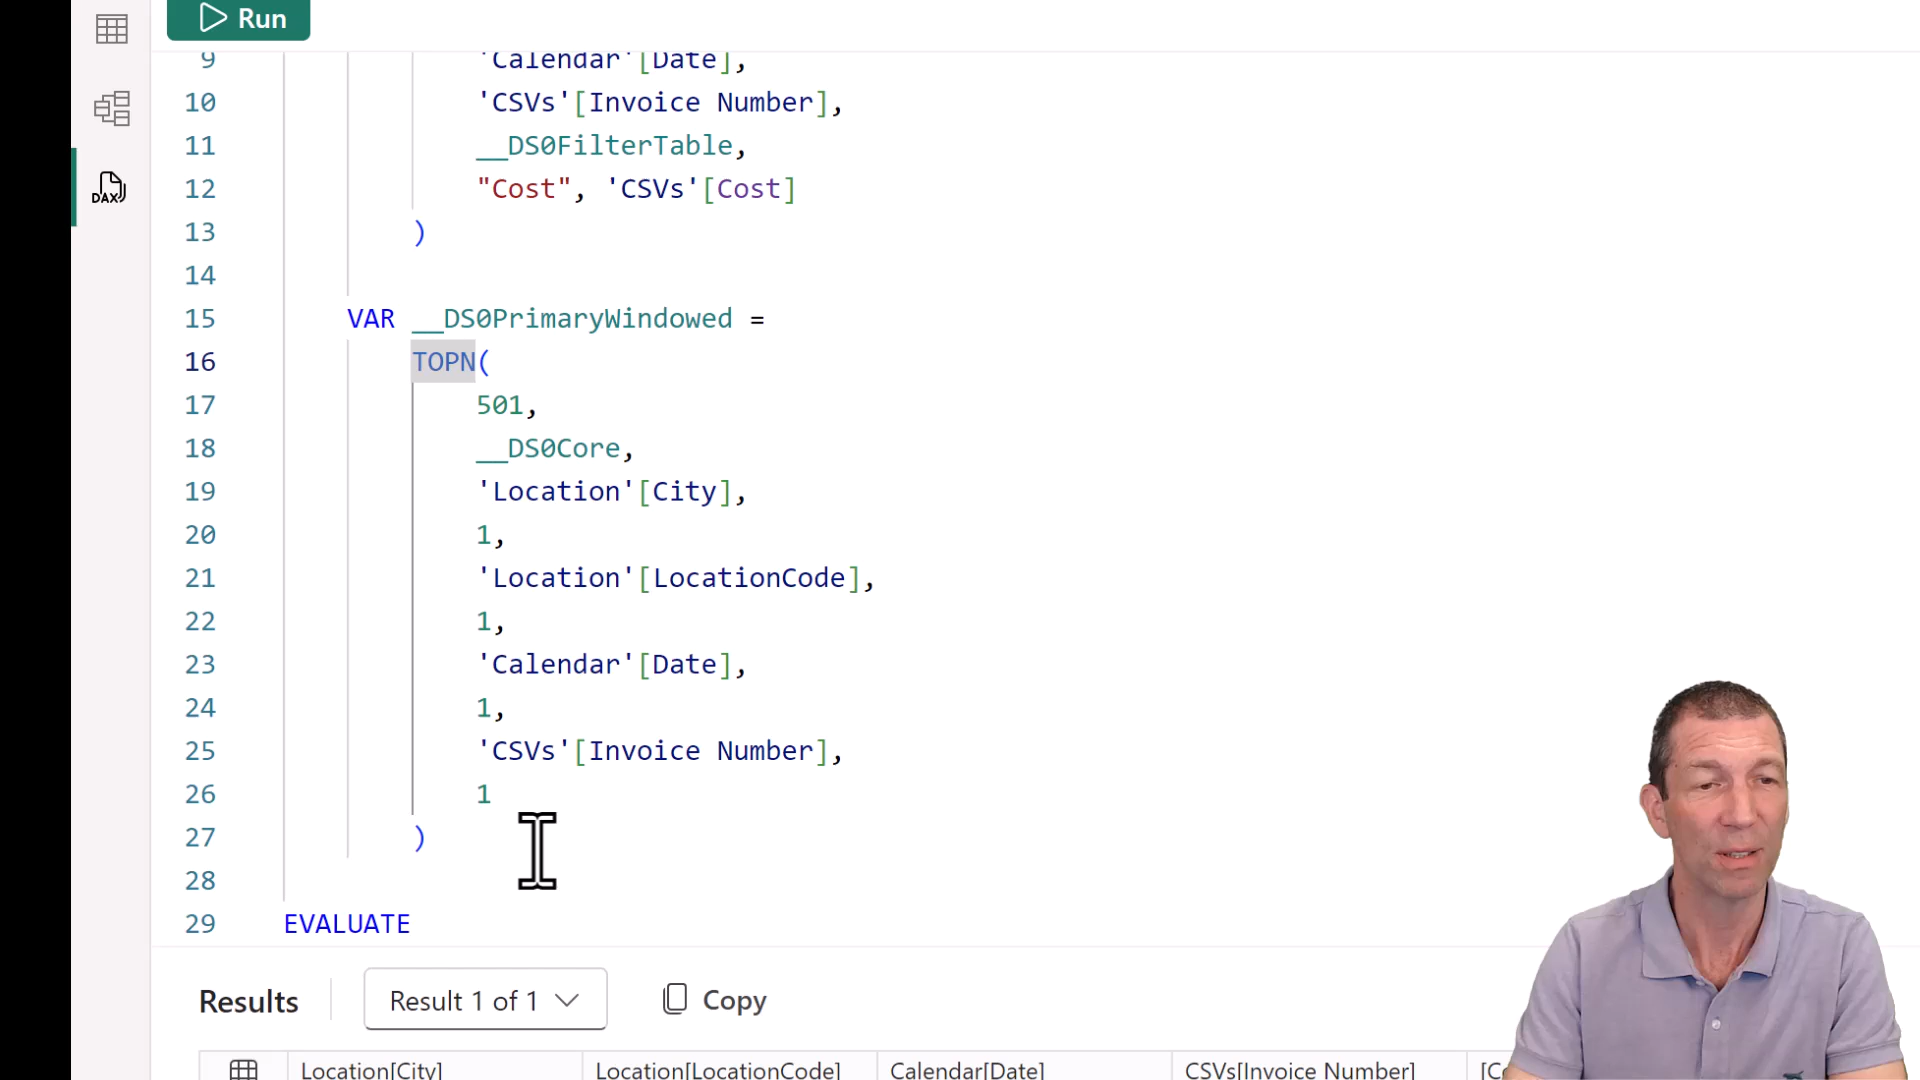 Run
9 'Calendar'[Date],
10 'CSVs'[Invoice Number],
11 __DS0FilterTable,
12 "Cost", 'CSVs'[Cost]
13 )
14
15 VAR __DS0PrimaryWindowed =
16 TOPN(
17 501,
18 __DS0Core,
19 'Location'[City],
20 1,
21 'Location'[LocationCode],
22 1,
23 'Calendar'[Date],
24 1,
25 'CSVs'[Invoice Number],
26 1
27 )
28
29 EVALUATE
DAX
Results Result 1 of 1 Copy
Location[City] Location[LocationCode] Calendar[Date] CSVs[Invoice Number]